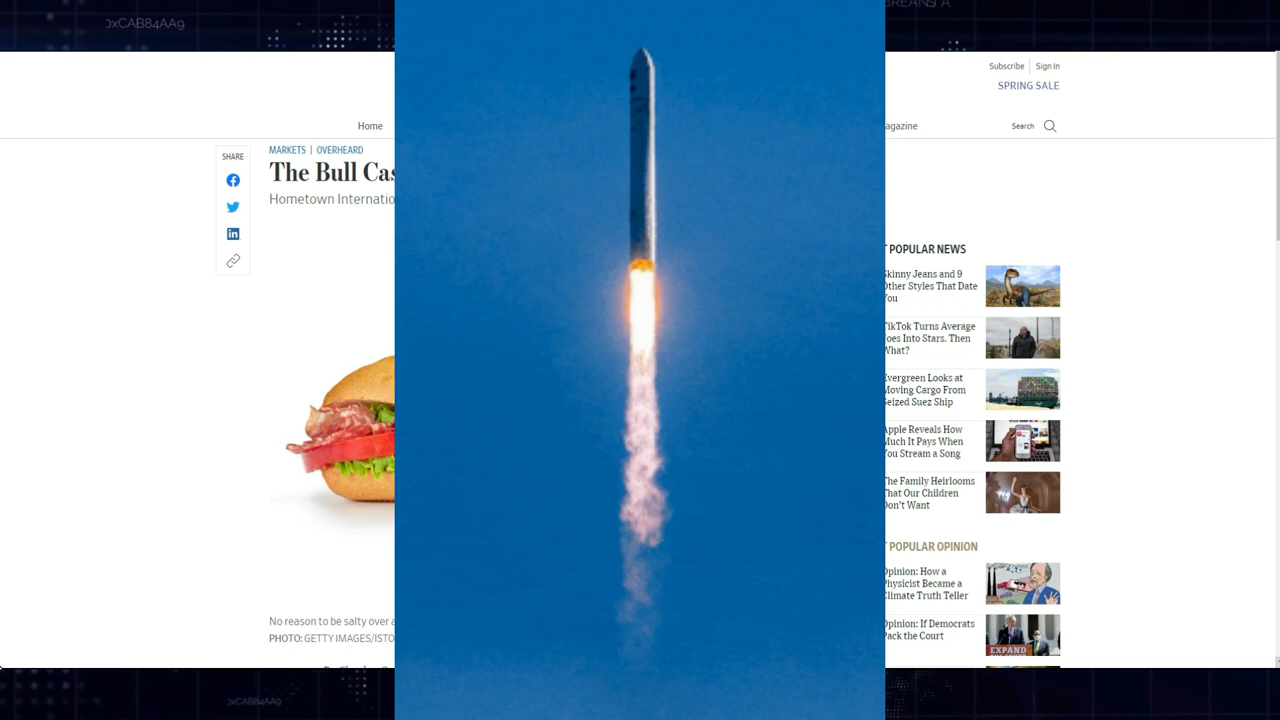 0xCAB84AA9
Subscribe
Sign In
SPRING SALE
Home
agazine
Search
SHARE
MARKETS | OVERHEARD
The Bull Cas
Hometown Internatio
T POPULAR NEWS
Skinny Jeans and 9
Other Styles That Date
You
TikTok Turns Average
Joes Into Stars. Then
What?
Evergreen Looks at
Moving Cargo From
Seized Suez Ship
Apple Reveals How
Much It Pays When
You Stream a Song
The Family Heirlooms
That Our Children
Don't Want
T POPULAR OPINION
Opinion: How a
Physicist Became a
Climate Truth Teller
Opinion: If Democrats
Pack the Court
EXPAND
No reason to be salty over a
PHOTO: GETTY IMAGES/ISTO
0xCAB84AA9